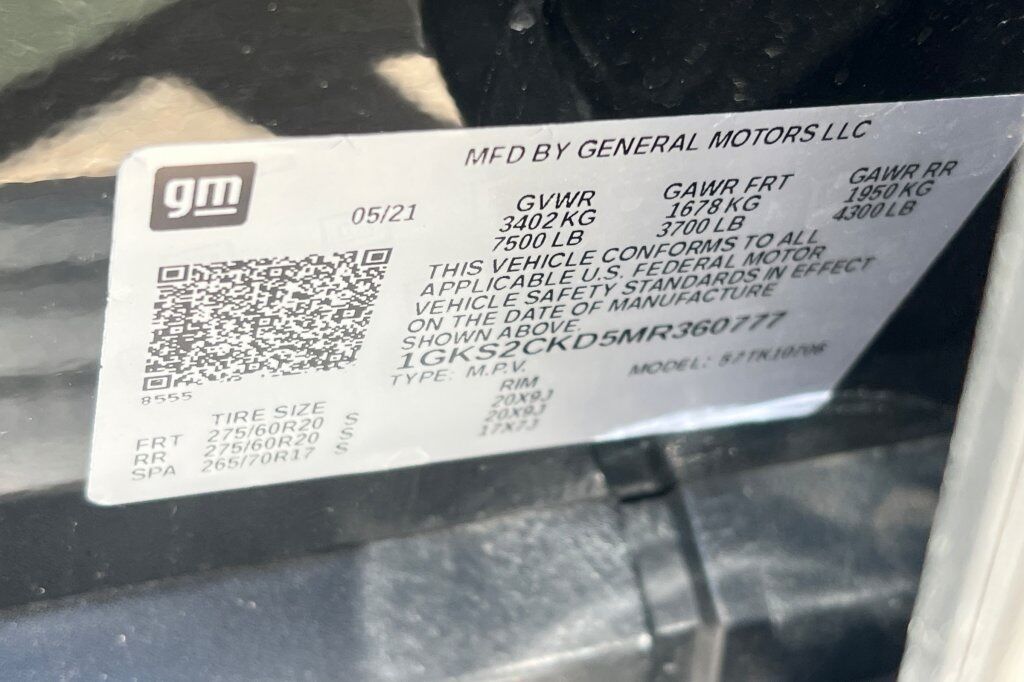 MFD BY GENERAL MOTORS LLC
gm
05/21
GVWR GAWR FRT GAWR RR
3402 KG 1678 KG 1950 KG
7500 LB 3700 LB 4300 LB
THIS VEHICLE CONFORMS TO ALL
APPLICABLE U.S. FEDERAL MOTOR
VEHICLE SAFETY STANDARDS IN EFFECT
ON THE DATE OF MANUFACTURE
SHOWN ABOVE.
1GKS2CKD5MR360777
TYPE: M.P.V. MODEL:
8555
TIRE SIZE RIM
FRT 275/60R20 S 20X9J
RR 275/60R20 S 20X9J
SPA 265/70R17 S 17X7J